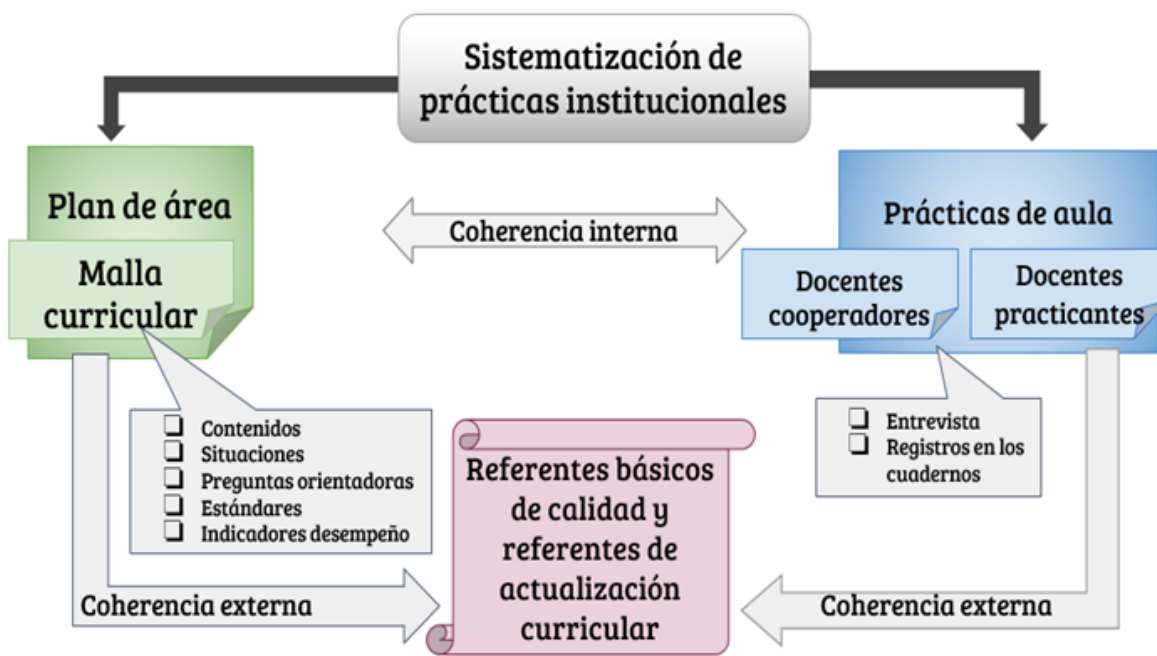 Sistematización de
prácticas institucionales
Plan de área
Malla
curricular
Coherencia interna
Prácticas de aula
Docentes
cooperadores
Docentes
practicantes
❏ Contenidos
❏ Situaciones
❏ Preguntas orientadoras
❏ Estándares
❏ Indicadores desempeño
❏ Entrevista
❏ Registros en los
cuadernos
Referentes básicos
de calidad y
referentes de
actualización
curricular
Coherencia externa
Coherencia externa